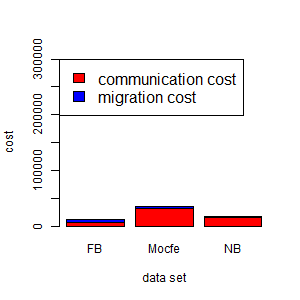 300000
200000
100000
0
cost
communication cost
migration cost
FB
Mocfe
NB
data set